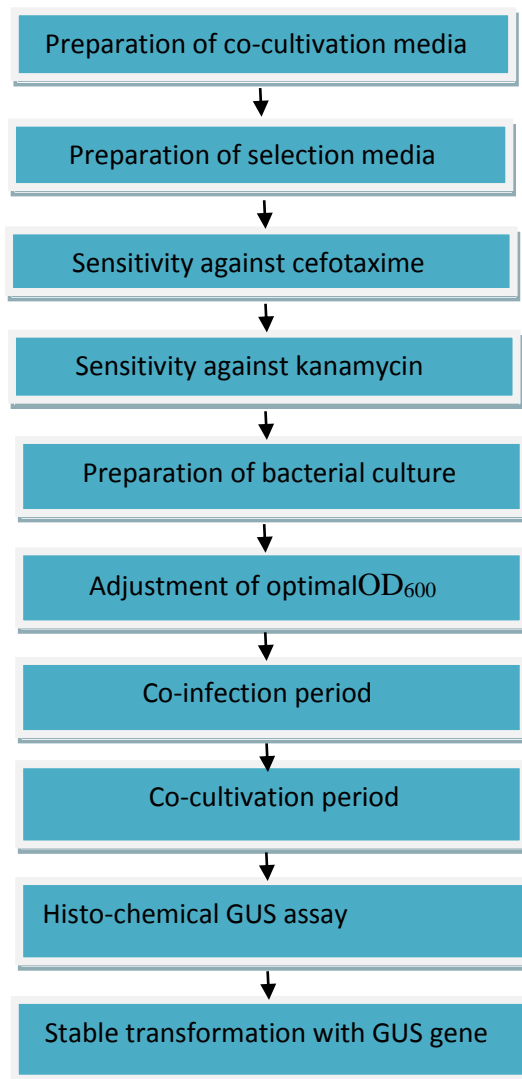 Preparation of co-cultivation media
Preparation of selection media
Sensitivity against cefotaxime
Sensitivity against kanamycin
Preparation of bacterial culture
Adjustment of optimalOD₆₀₀
Co-infection period
Co-cultivation period
Histo-chemical GUS assay
Stable transformation with GUS gene